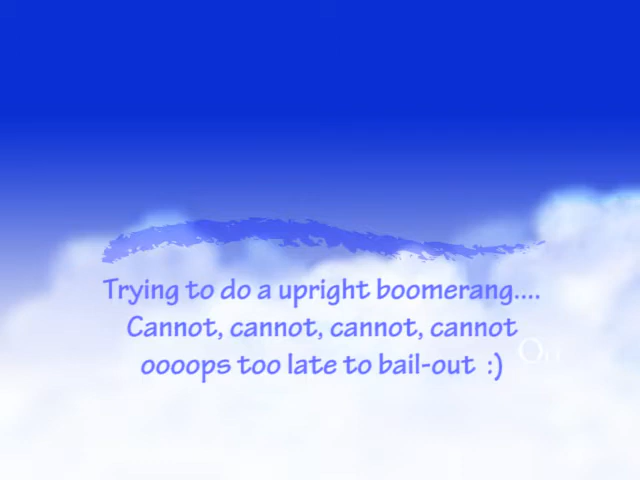 Trying to do a upright boomerang....
Cannot, cannot, cannot, cannot
oooops too late to bail-out :)